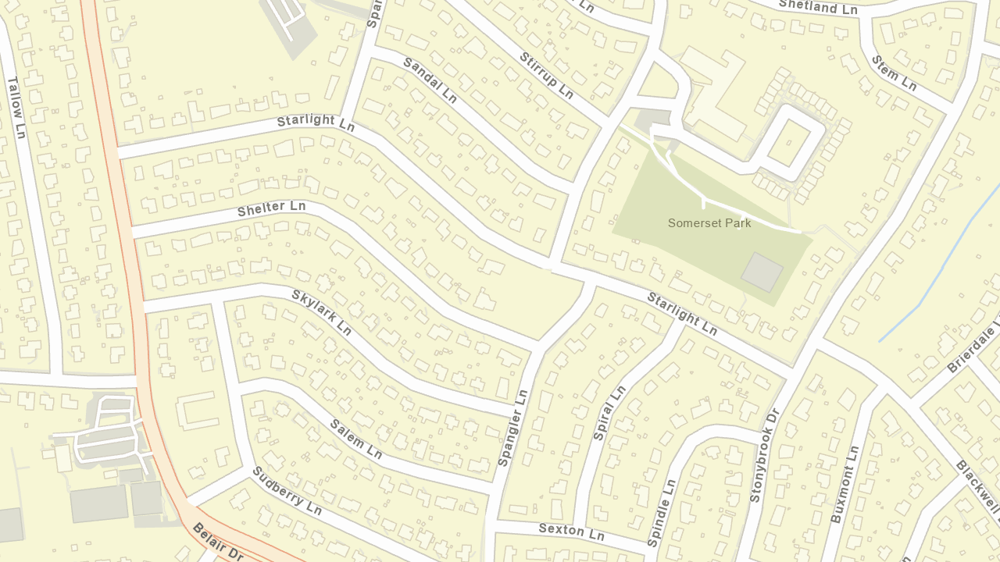 Shetland Ln
Span
Ln
Stirrup Ln
Sandal Ln
Stem Ln
Tallow Ln
Starlight Ln
Shelter Ln
Somerset Park
Skylark Ln
Starlight Ln
Brierdale
Spiral Ln
Spangler Ln
Salem Ln
Stonybrook Dr
Buxmont Ln
Spindle Ln
Sudberry Ln
Blackwell
Sexton Ln
Belair Dr